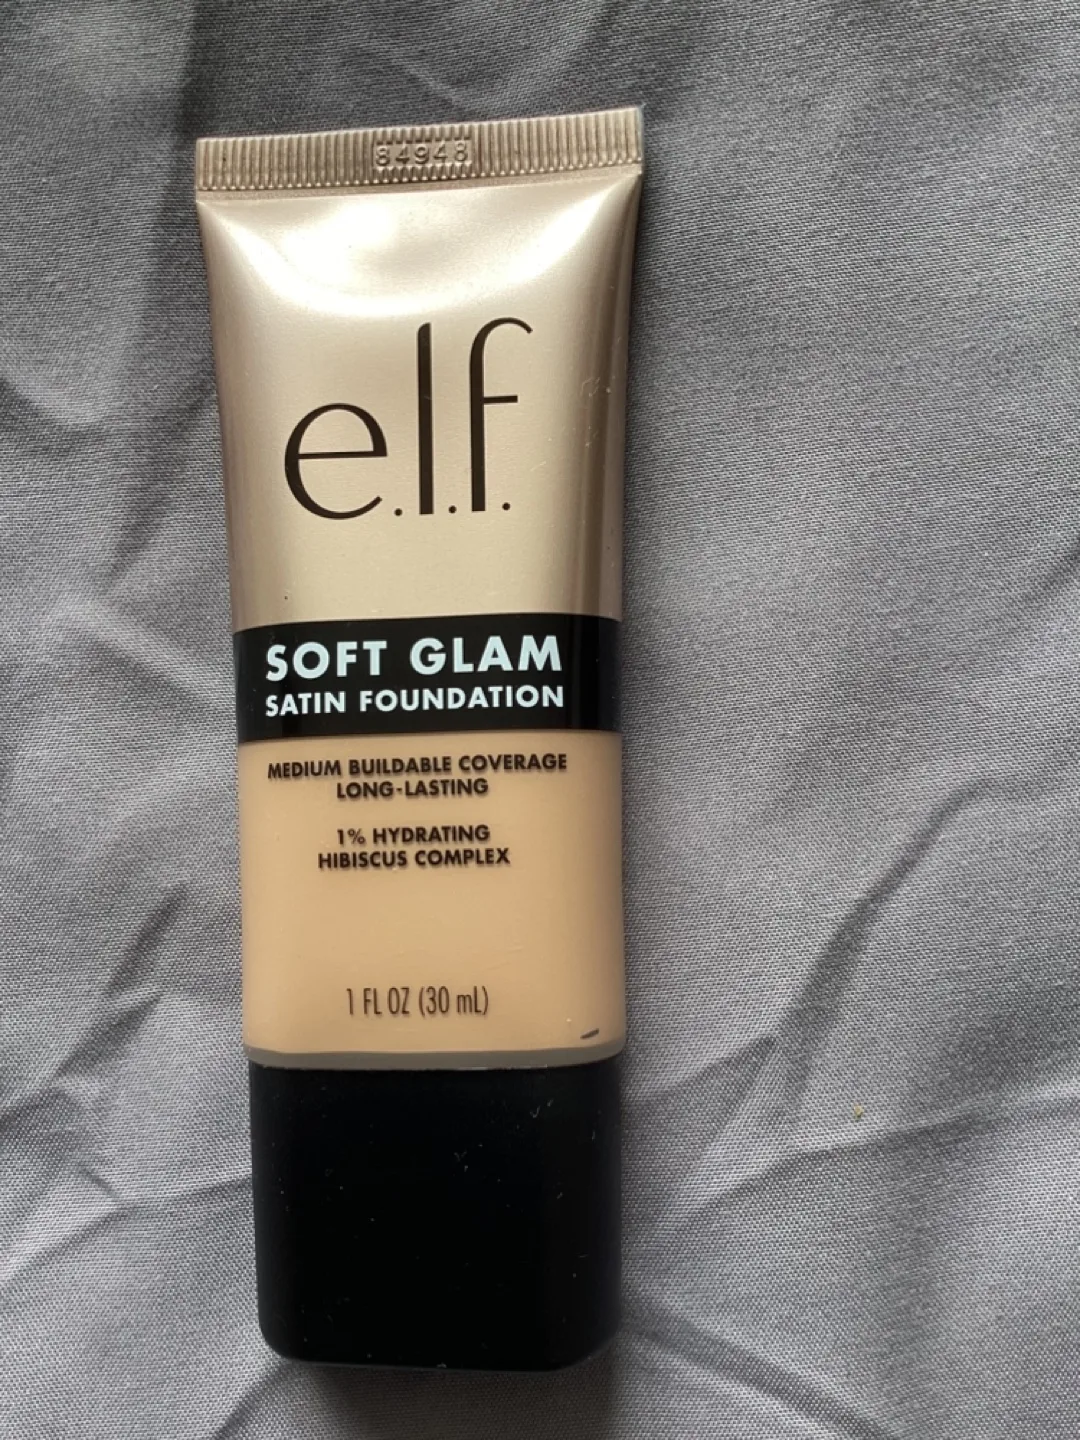 84948
e.l.f.
SOFT GLAM
SATIN FOUNDATION
MEDIUM BUILDABLE COVERAGE
LONG-LASTING
1% HYDRATING
HIBISCUS COMPLEX
1 FL OZ (30 mL)